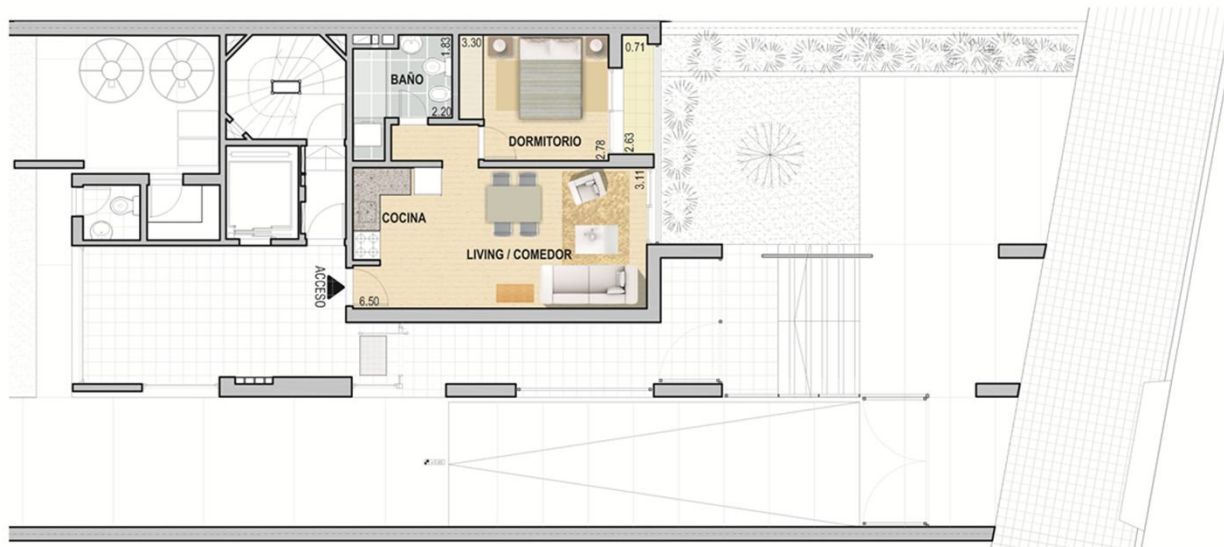 3.30
1.83
0.71
BAÑO
2.20
DORMITORIO
2.78
2.63
3.11
COCINA
LIVING / COMEDOR
ACCESO
6.50